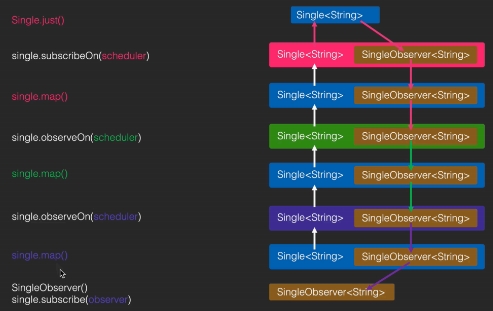 Single<String>
Single.just()
single.subscribeOn(scheduler)
Single<String>
SingleObserver<String>
single.map()
Single<String>
SingleObserver<String>
single.observeOn(scheduler)
Single<String>
SingleObserver<String>
single.map()
Single<String>
SingleObserver<String>
single.observeOn(scheduler)
Single<String>
SingleObserver<String>
single.map()
Single<String>
SingleObserver<String>
SingleObserver()
single.subscribe(observer)
SingleObserver<String>